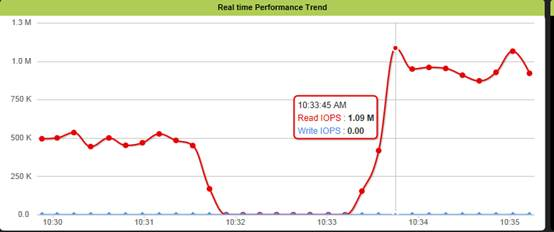 Real time Performance Trend
1.3 M
1.0 M
750 K
500 K
250 K
0.0
10:33:45 AM
Read IOPS : 1.09 M
Write IOPS : 0.00
10:30 10:31 10:32 10:33 10:34 10:35